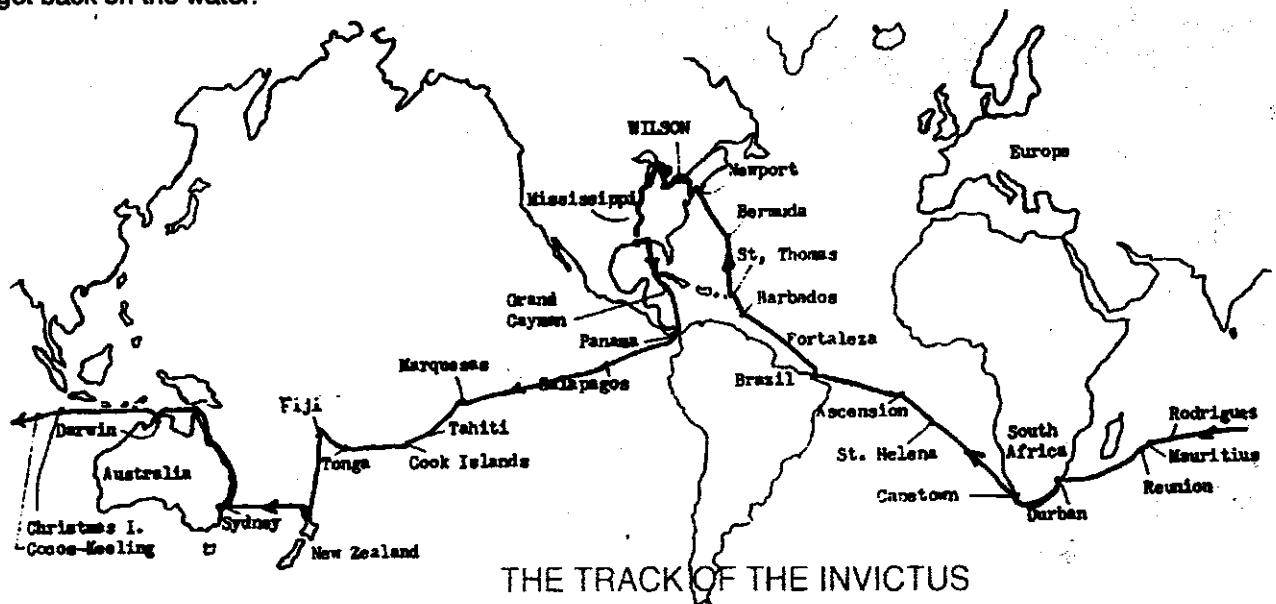 get back on the water.
WILSON
Newport
Europe
Mississippi
Bermuda
St, Thomas
Grand
Cayman
Barbados
Panama
Fortaleza
Marquesas
Galapagos
Brazil
Fiji
Ascension
Darwin
Tahiti
Rodrigues
South
Africa
Tonga
Cook Islands
St. Helena
Mauritius
Australia
Reunion
Capetown
Durban
Christmas I.
Sydney
Cocos-Keeling
New Zealand
THE TRACK OF THE INVICTUS